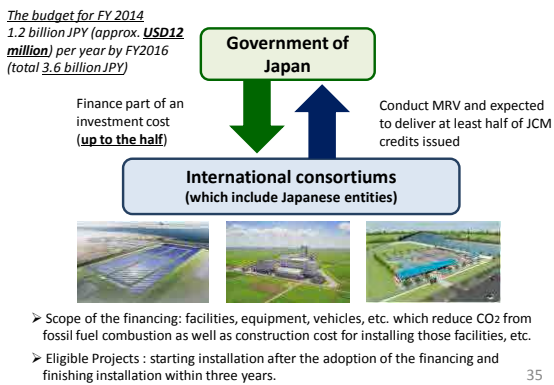 The budget for FY 2014
1.2 billion JPY (approx. USD12
million) per year by FY2016
(total 3.6 billion JPY)
Government of
Japan
Finance part of an
investment cost
(up to the half)
Conduct MRV and expected
to deliver at least half of JCM
credits issued
International consortiums
(which include Japanese entities)
➢ Scope of the financing: facilities, equipment, vehicles, etc. which reduce CO2 from
fossil fuel combustion as well as construction cost for installing those facilities, etc.
➢ Eligible Projects : starting installation after the adoption of the financing and
finishing installation within three years.
35